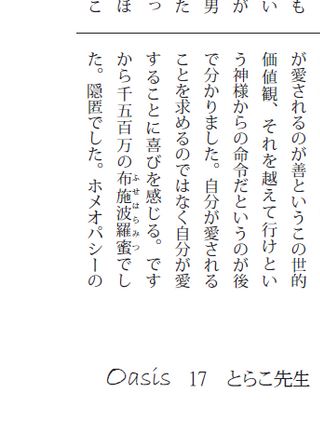 も
い
が
男
た
っ
ほ
こ
が愛されるのが善というこの世的
価値観、それを越えて行けとい
う神様からの命令だというのが後
で分かりました。自分が愛される
ことを求めるのではなく自分が愛
することに喜びを感じる。です
ふせはらみつ
から千五百万の布施波羅蜜でし
た。隠匿でした。ホメオパシーの
Oasis 17 とらこ先生